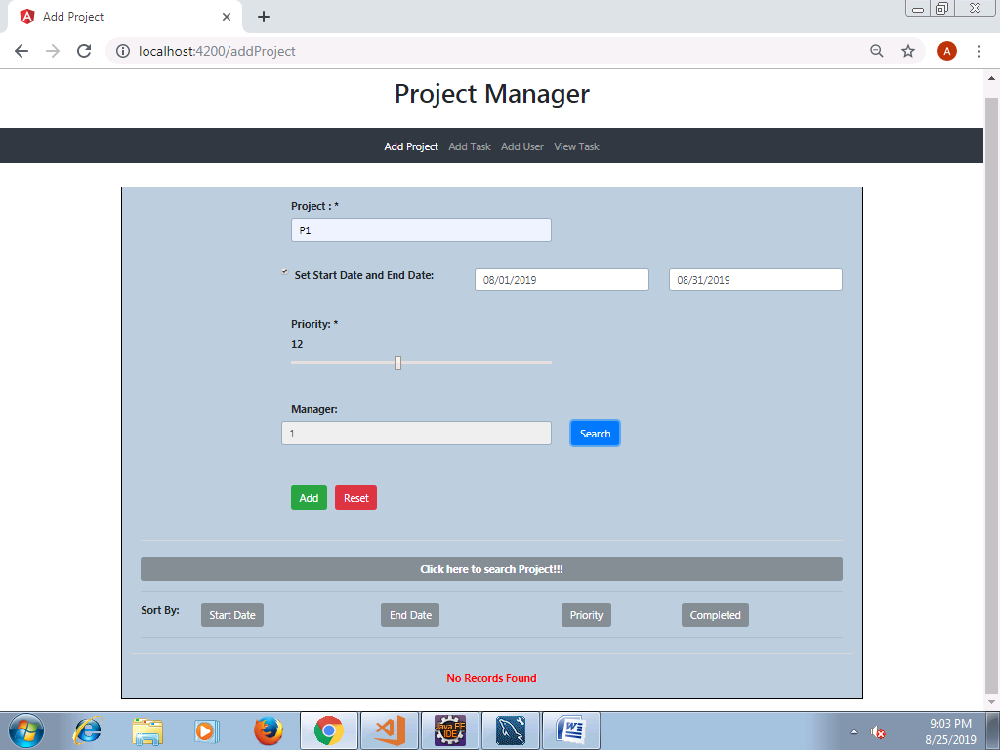 Add Project
localhost:4200/addProject
A
Project Manager
Add Project Add Task Add User View Task
Project : *
P1
Set Start Date and End Date: 08/01/2019 08/31/2019
Priority: *
12
Manager:
1 Search
Add Reset
Click here to search Project!!!
Sort By: Start Date End Date Priority Completed
No Records Found
Java EE
IDE
W
9:03 PM
8/25/2019